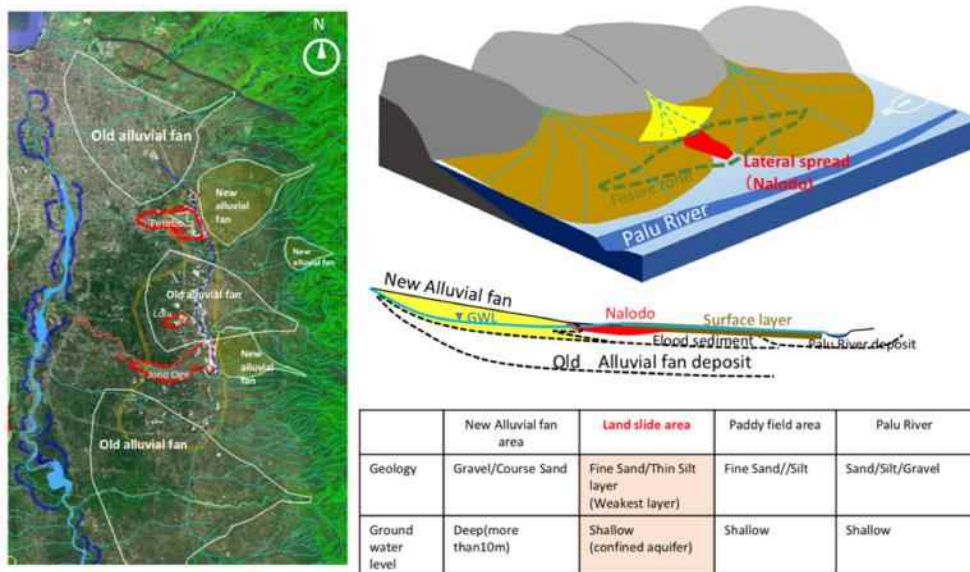 N
Old alluvial fan
New
alluvial
fan
New
alluvial fan
Old alluvial fan
New
alluvial
fan
Jono Oge
Old alluvial fan
Lateral spread
(Nalodo)
Fissure zone
Palu River
New Alluvial fan
GWL
Nalodo
Surface layer
Flood sediment
Palu River deposit
Old Alluvial fan deposit
New Alluvial fan
area
Land slide area
Paddy field area
Palu River
Geology
Gravel/Course Sand
Fine Sand/Thin Silt
layer
(Weakest layer)
Fine Sand//Silt
Sand/Silt/Gravel
Ground
water
level
Deep(more
than10m)
Shallow
(confined aquifer)
Shallow
Shallow